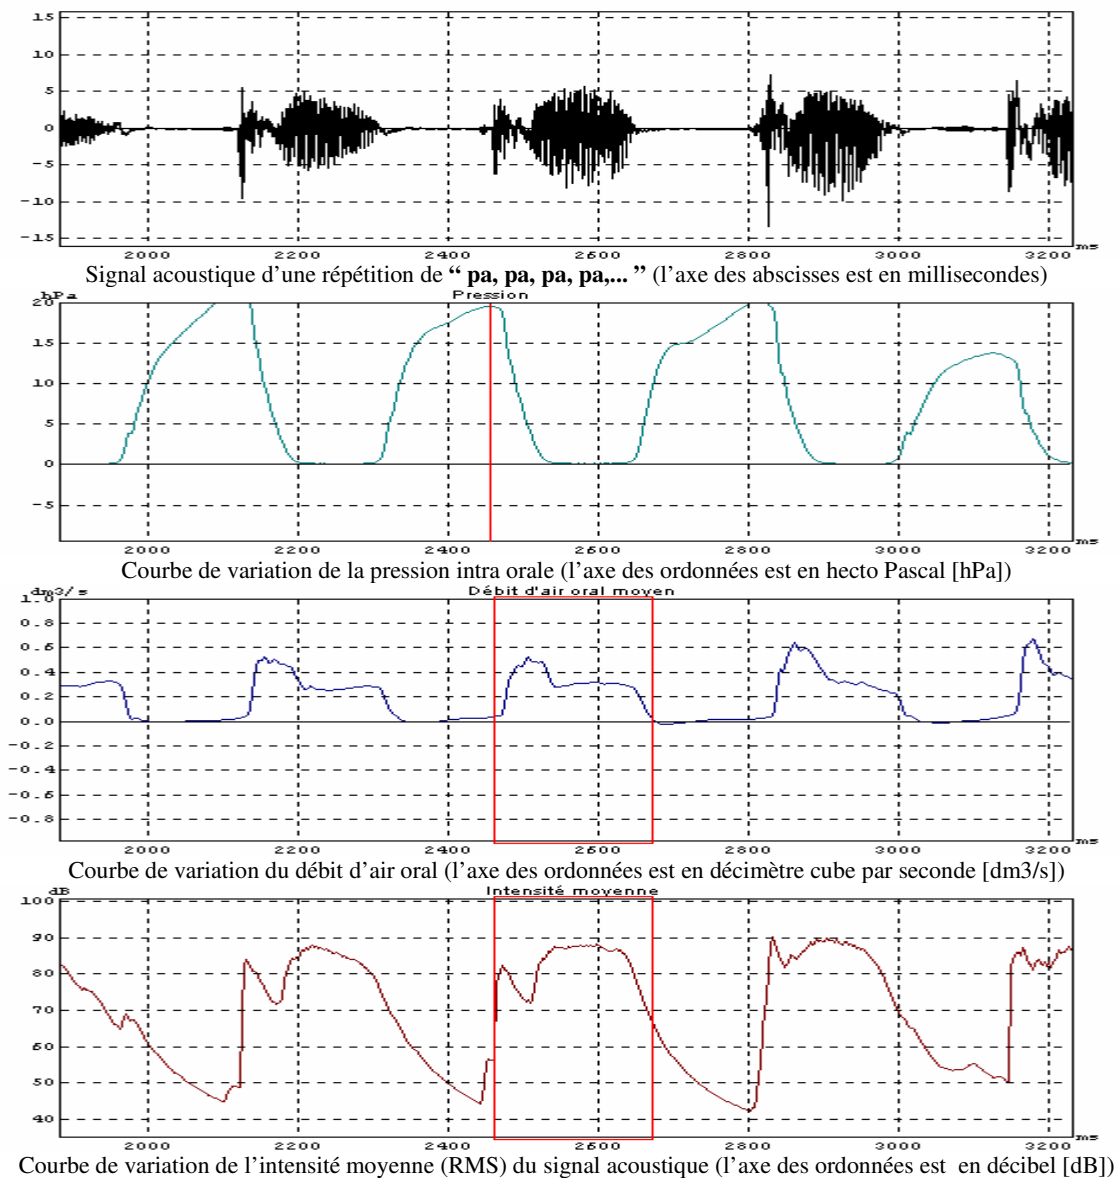 15
10
5
0
-5
-10
-15
2000 2200 2400 2600 2800 3000 3200 ms
Signal acoustique d'une répétition de “ pa, pa, pa, pa,... ” (l'axe des abscisses est en millisecondes)
hPa Pression
20
15
10
5
0
-5
2000 2200 2400 2600 2800 3000 3200 ms
Courbe de variation de la pression intra orale (l'axe des ordonnées est en hecto Pascal [hPa])
dm3/s Débit d'air oral moyen
1.0
0.8
0.6
0.4
0.2
0.0
-0.2
-0.4
-0.6
-0.8
2000 2200 2400 2600 2800 3000 3200 ms
Courbe de variation du débit d'air oral (l'axe des ordonnées est en décimètre cube par seconde [dm3/s])
dB Intensité moyenne
100
90
80
70
60
50
40
2000 2200 2400 2600 2800 3000 3200 ms
Courbe de variation de l'intensité moyenne (RMS) du signal acoustique (l'axe des ordonnées est en décibel [dB])